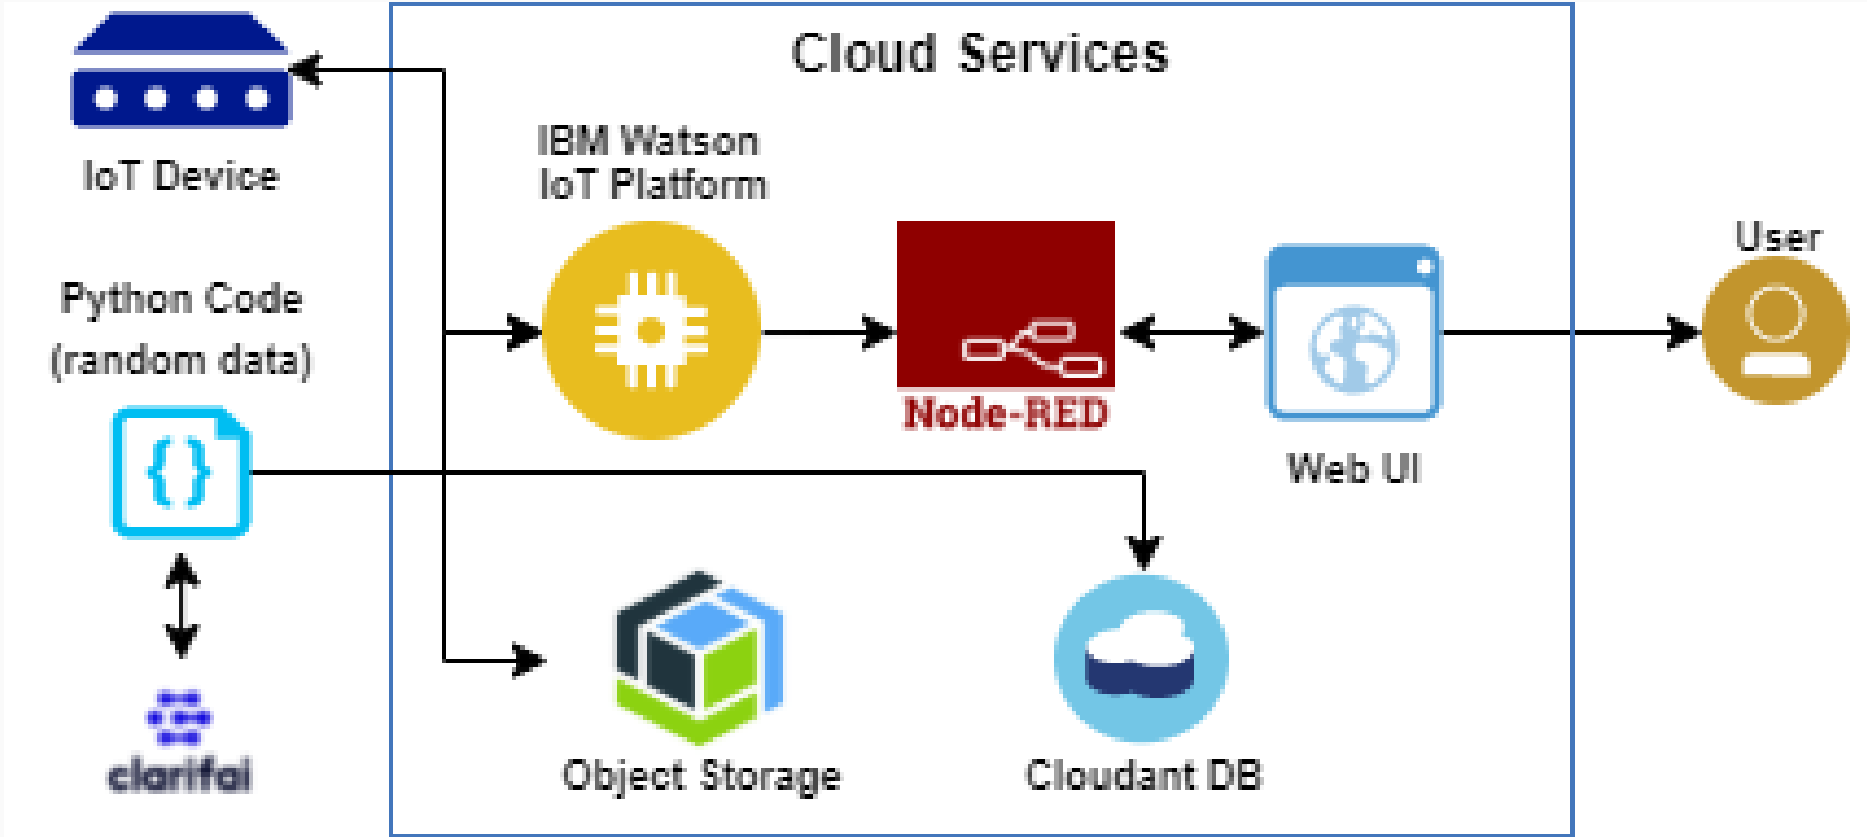 Cloud Services
IoT Device
IBM Watson
IoT Platform
User
Python Code
(random data)
Node-RED
Web UI
clarifai
Object Storage
Cloudant DB